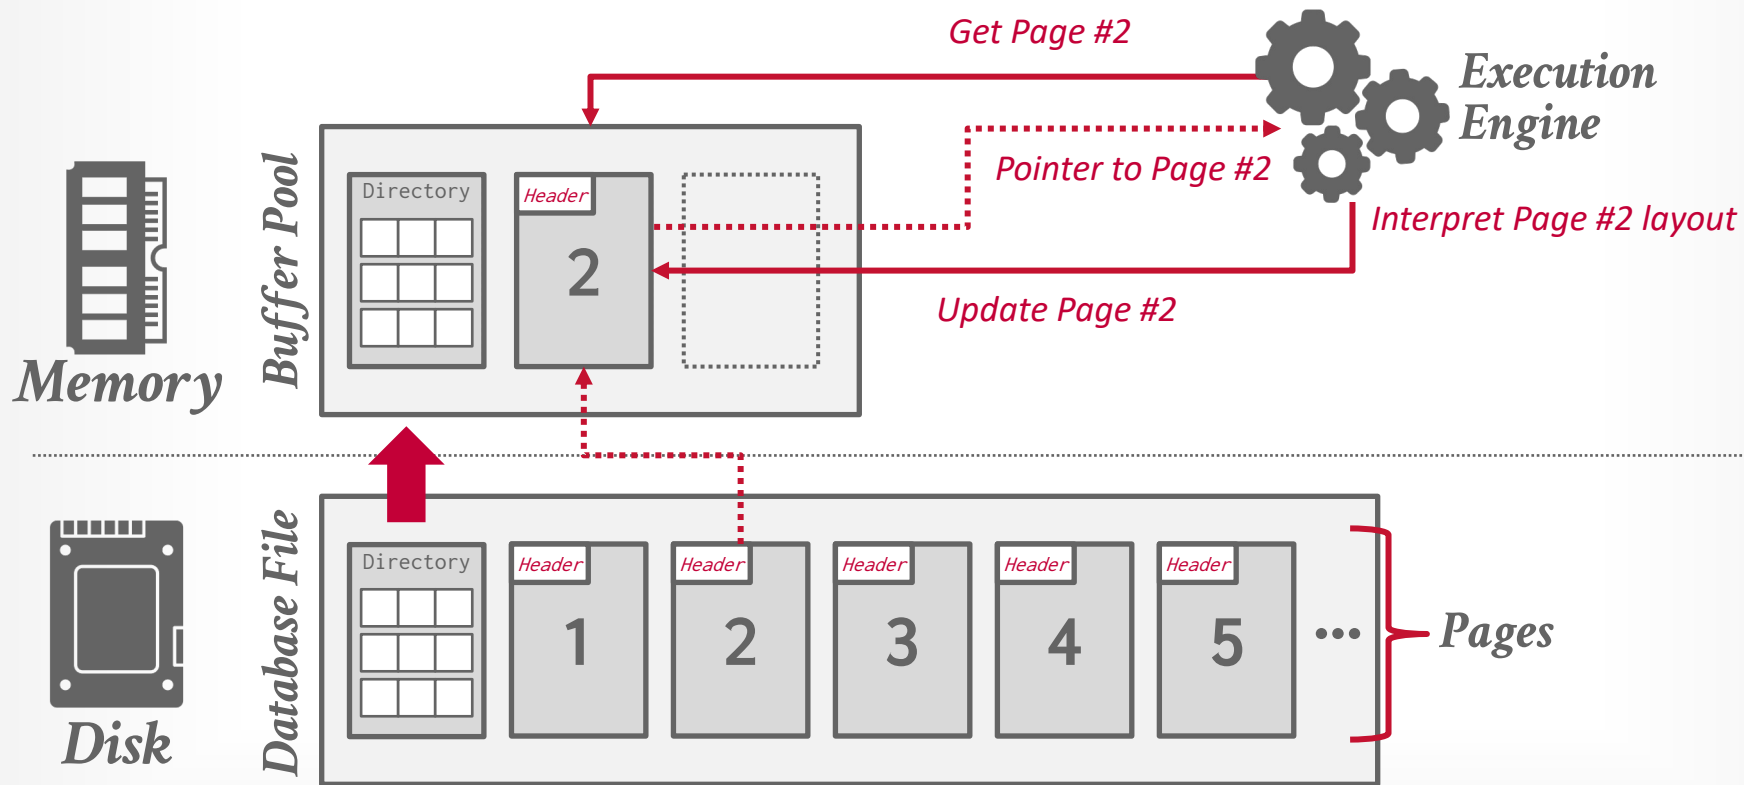 Get Page #2
Execution
Engine
Pointer to Page #2
Interpret Page #2 layout
Update Page #2
Memory
Buffer Pool
Directory
Header
2
Disk
Database File
Directory
Header
1
Header
2
Header
3
Header
4
Header
5
...
Pages